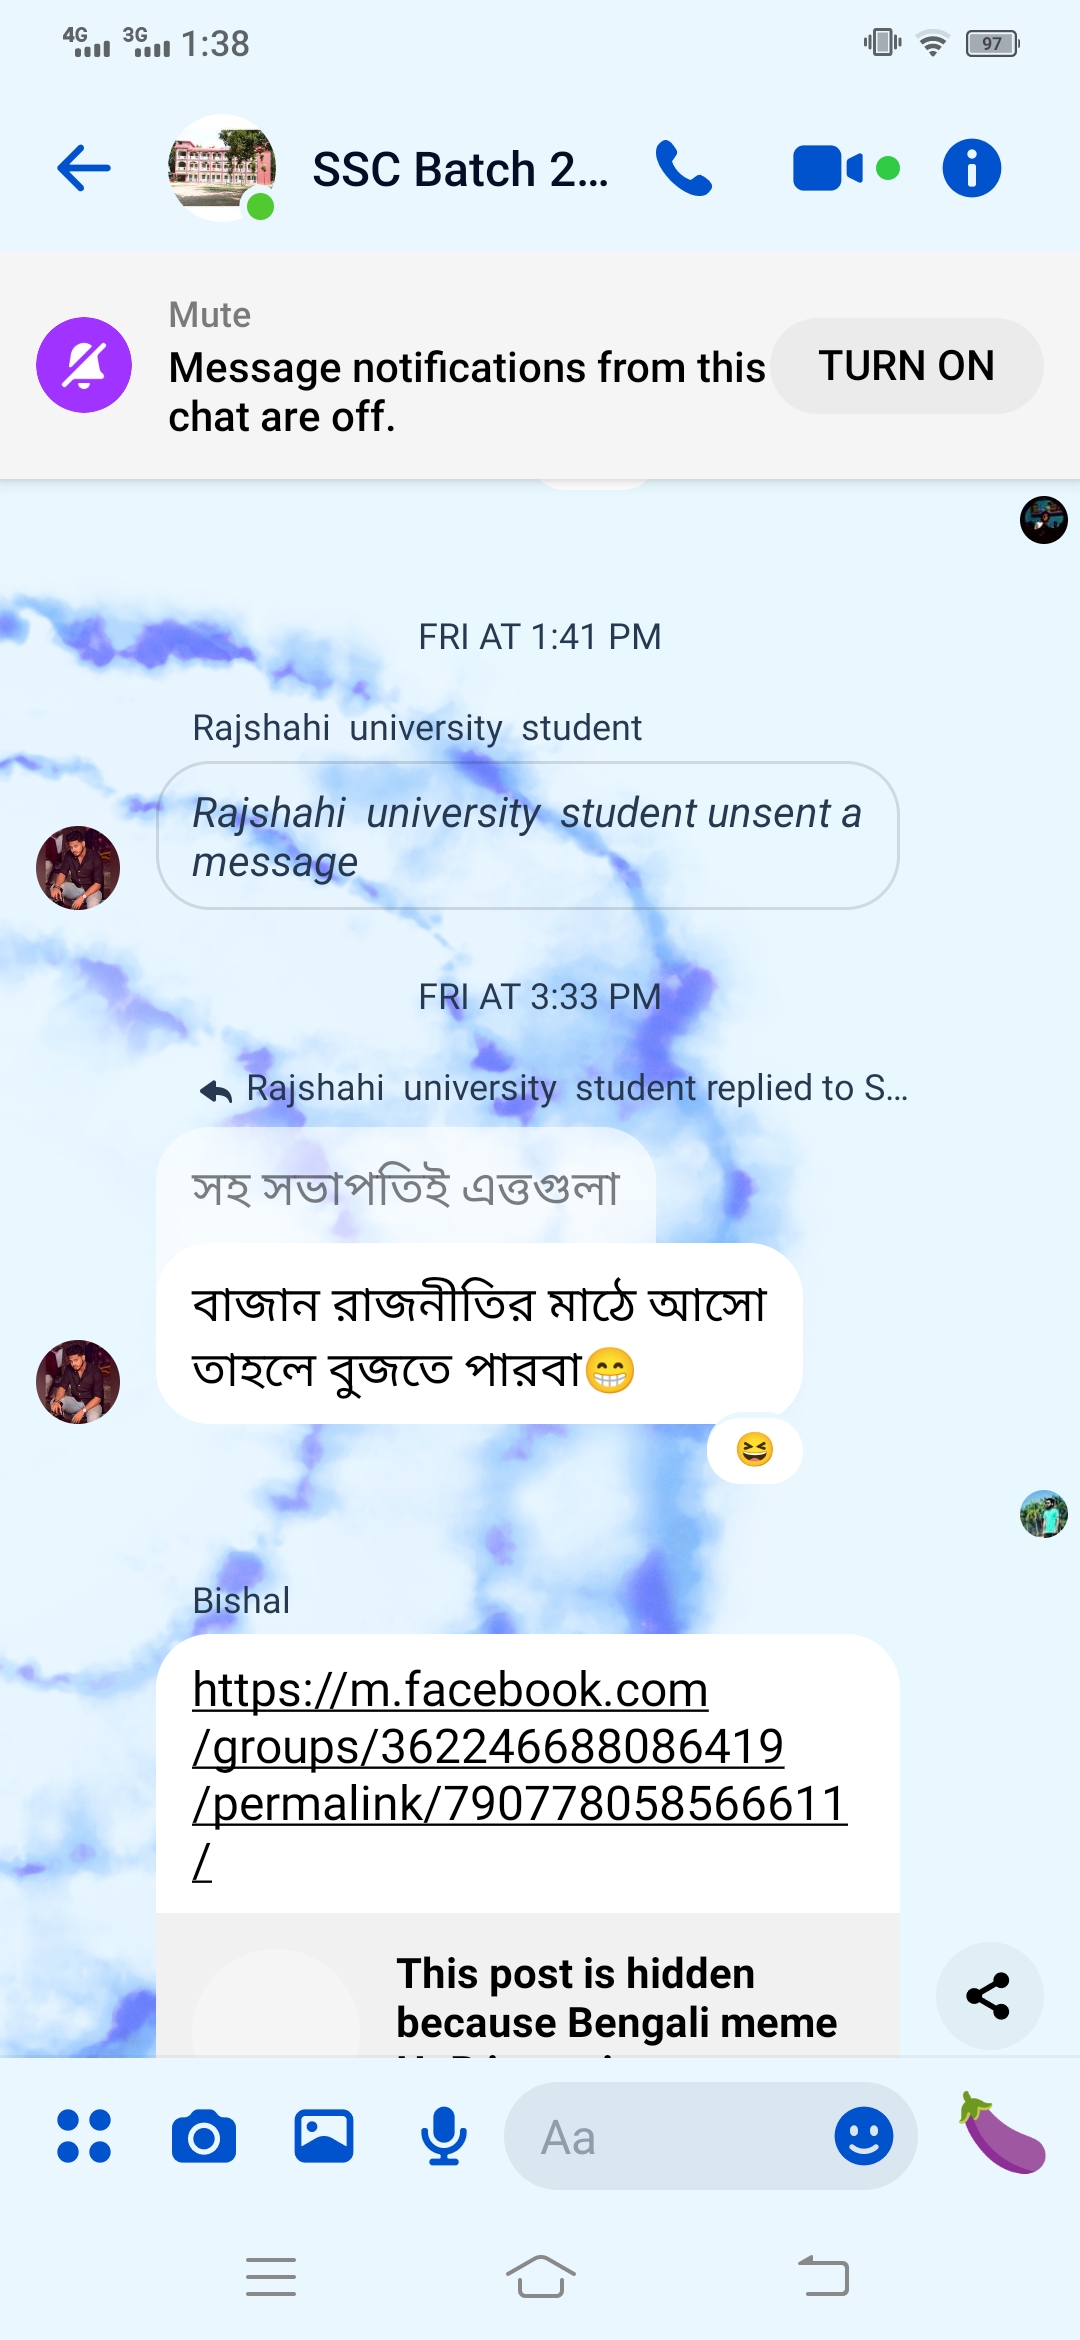 4G 3G 1:38 97
SSC Batch 2...
Mute
Message notifications from this
chat are off.
TURN ON
FRI AT 1:41 PM
Rajshahi university student
Rajshahi university student unsent a
message
FRI AT 3:33 PM
Rajshahi university student replied to S...
সহ সভাপতিই এত্তগুলা
বাজান রাজনীতির মাঠে আসো
তাহলে বুজতে পারবা😁
😆
Bishal
https://m.facebook.com
/groups/362246688086419
/permalink/790778058566611
/
This post is hidden
because Bengali meme
Aa